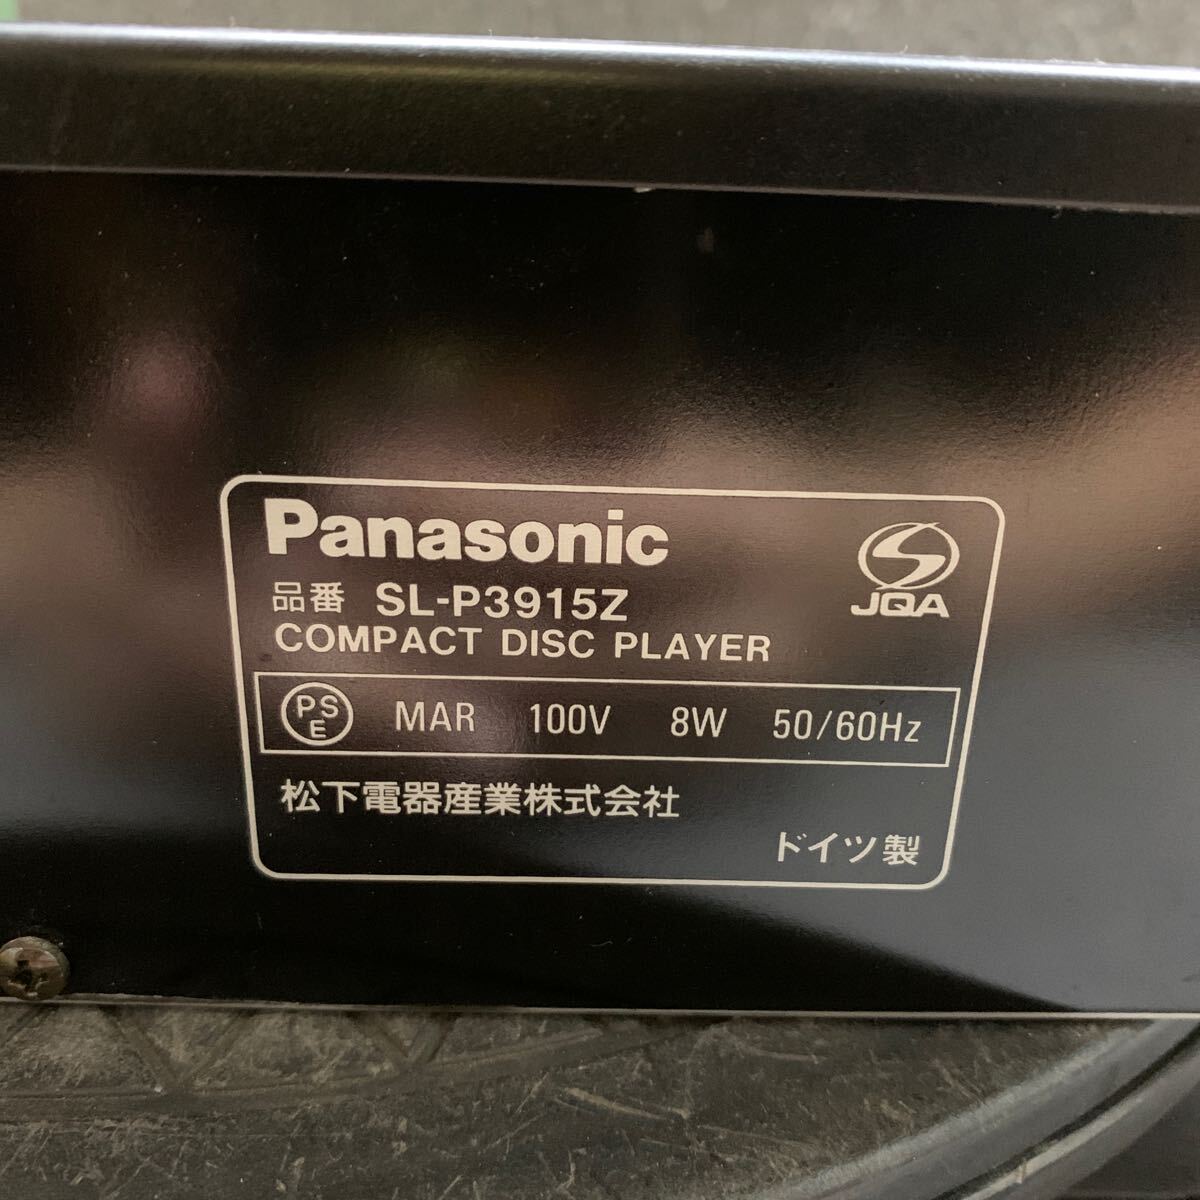 Panasonic
品番 SL-P3915Z
COMPACT DISC PLAYER
JQA
PSE MAR 100V 8W 50/60Hz
松下電器産業株式会社
ドイツ製